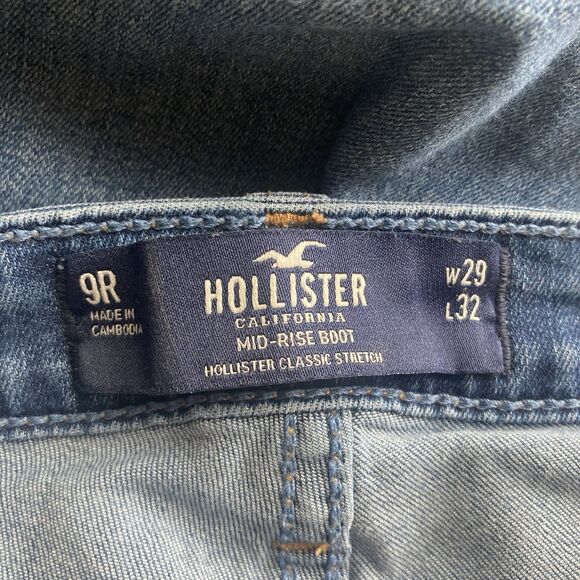 9R
MADE IN
CAMBODIA
HOLLISTER
CALIFORNIA
MID-RISE BOOT
HOLLISTER CLASSIC STRETCH
W29
L32